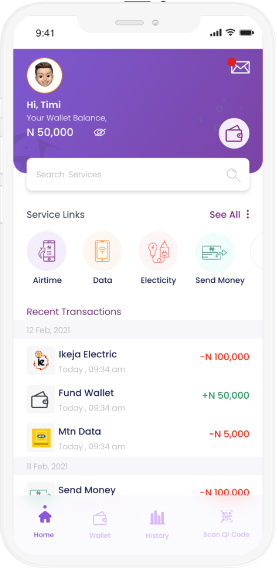 9:41
Hi, Timi
Your Wallet Balance,
N 50,000
Search Services
Service Links
See All
Airtime
Data
Electicity
Send Money
Recent Transactions
12 Feb, 2021
Ikeja Electric
-N 100,000
Today , 09:34 am
Fund Wallet
+N 50,000
Today , 09:34 am
Mtn Data
-N 5,000
Today , 09:34 am
11 Feb, 2021
Send Money
-N 100,000
Home
Wallet
History
Scan Qr Code